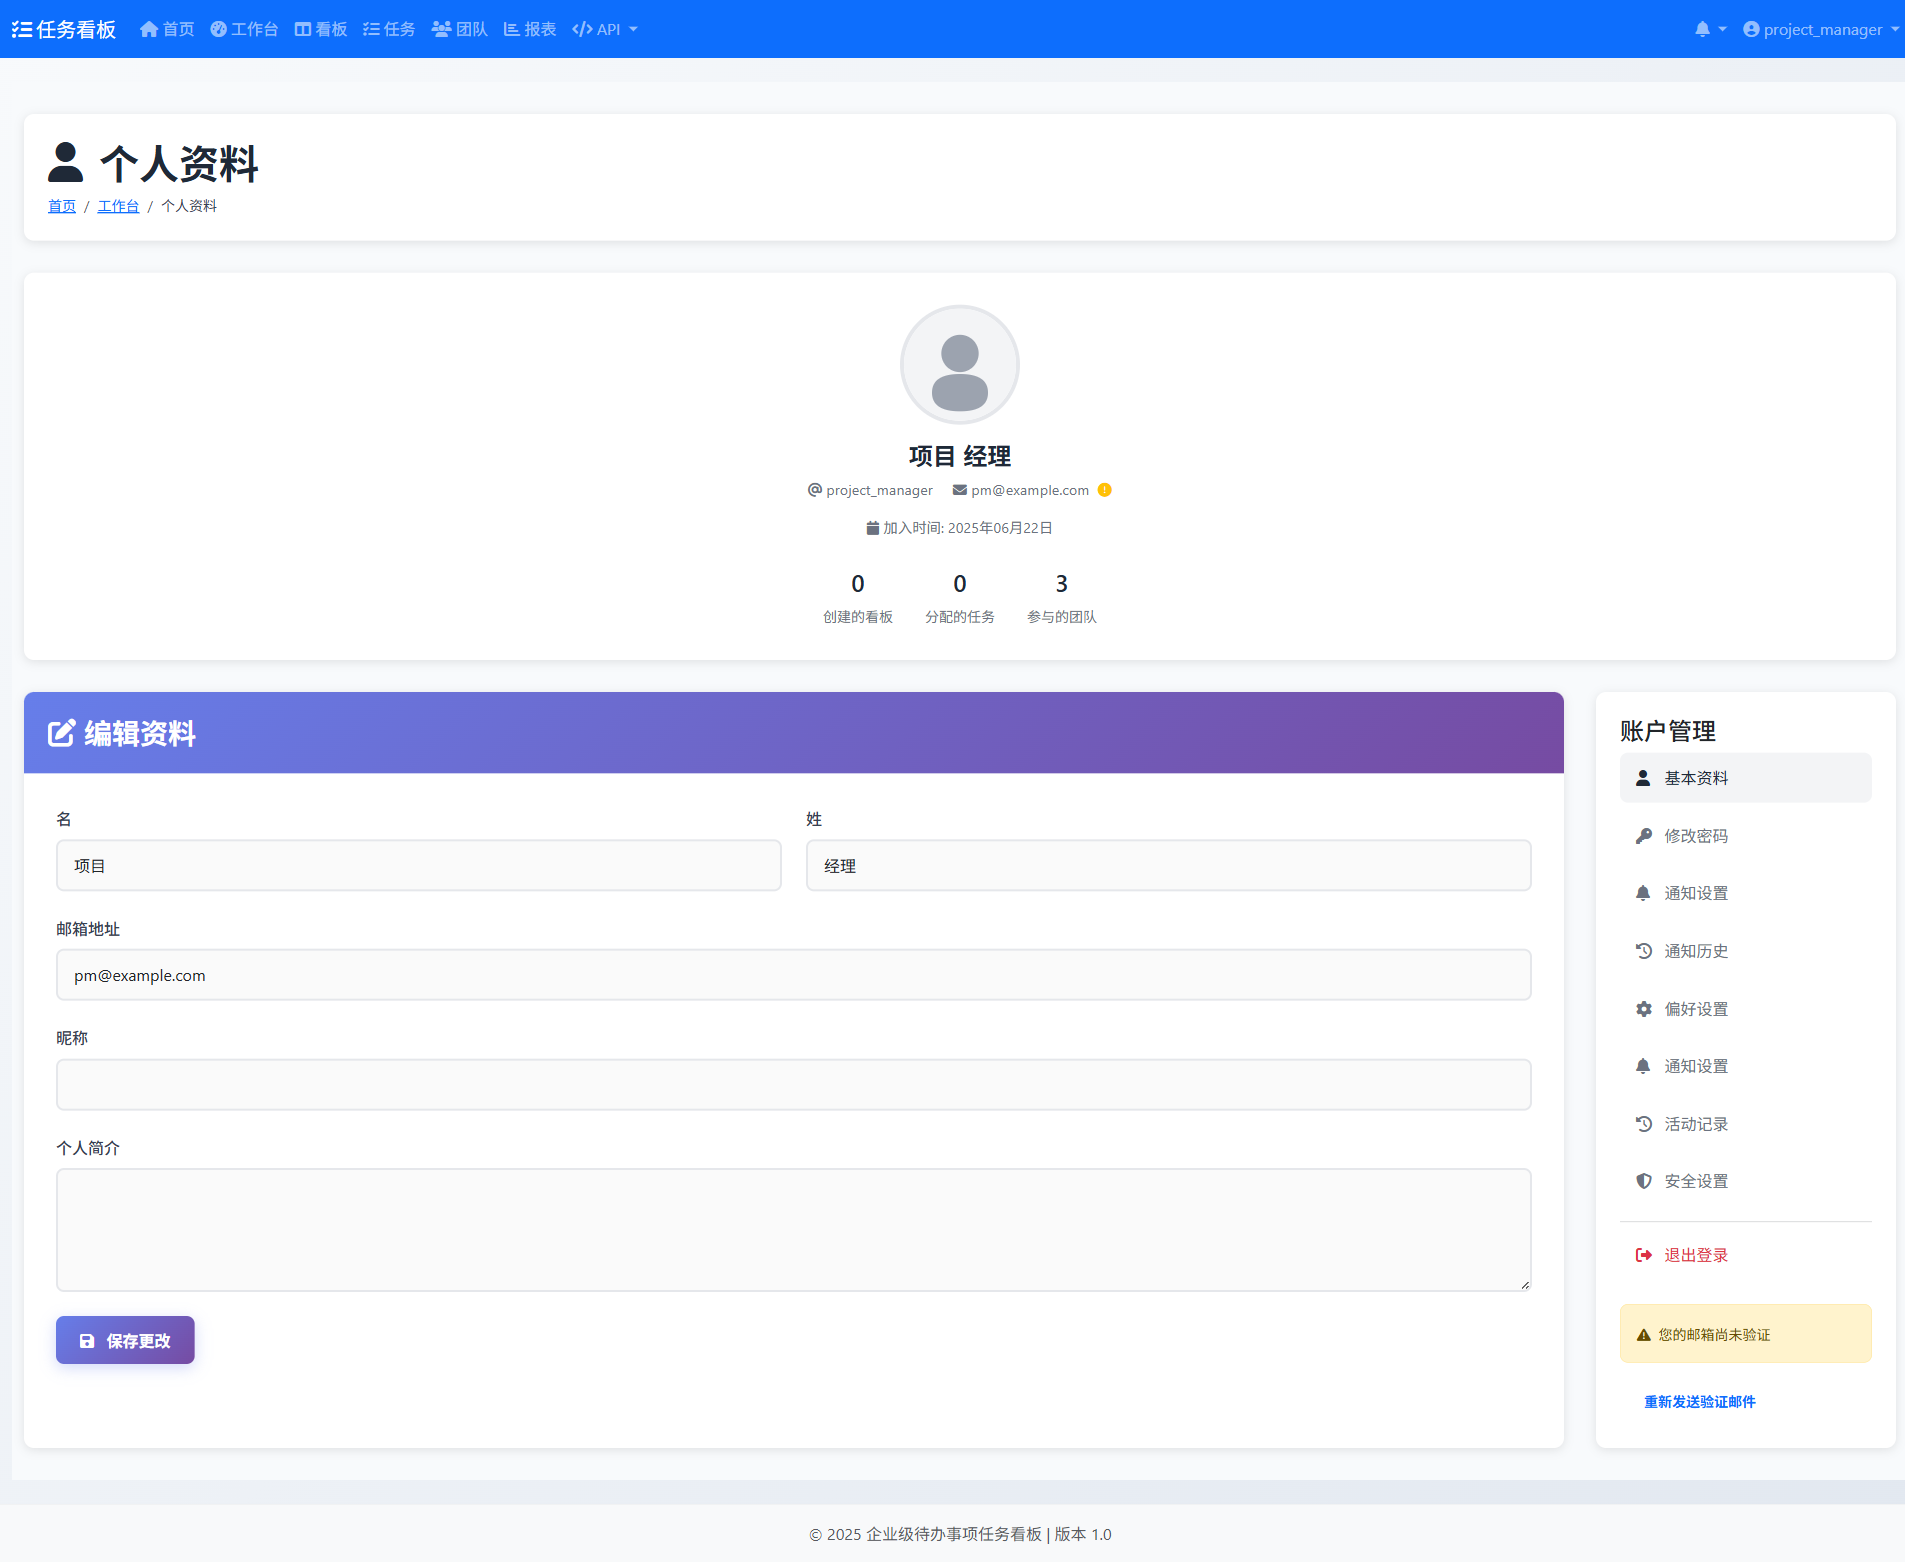 任务看板 首页 工作台 看板 任务 团队 报表 API project_manager
个人资料
首页 / 工作台 / 个人资料
项目 经理
project_manager pm@example.com
加入时间: 2025年06月22日
0 0 3
创建的看板 分配的任务 参与的团队
编辑资料
名 姓
项目 经理
邮箱地址
pm@example.com
昵称
个人简介
保存更改
账户管理
基本资料
修改密码
通知设置
通知历史
偏好设置
通知设置
活动记录
安全设置
退出登录
您的邮箱尚未验证
重新发送验证邮件
© 2025 企业级待办事项任务看板 | 版本 1.0